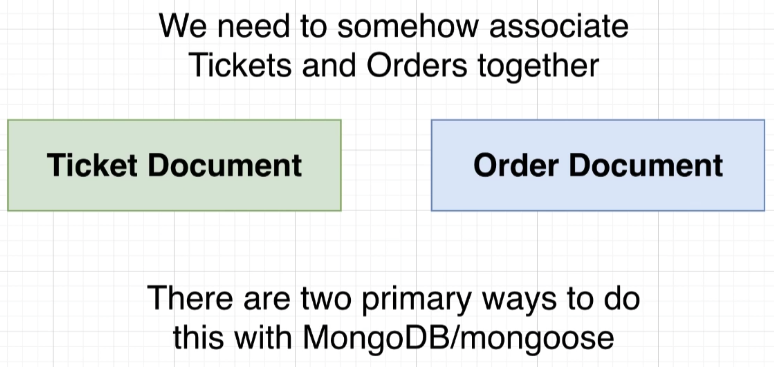 We need to somehow associate
Tickets and Orders together
Ticket Document
Order Document
There are two primary ways to do
this with MongoDB/mongoose